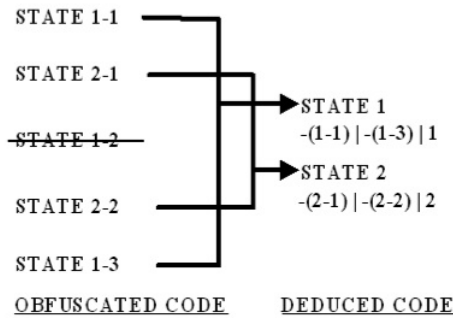 STATE 1-1
STATE 2-1
STATE 1-2
STATE 2-2
STATE 1-3
STATE 1
-(1-1) | -(1-3) | 1
STATE 2
-(2-1) | -(2-2) | 2
OBFUSCATED CODE
DEDUCED CODE